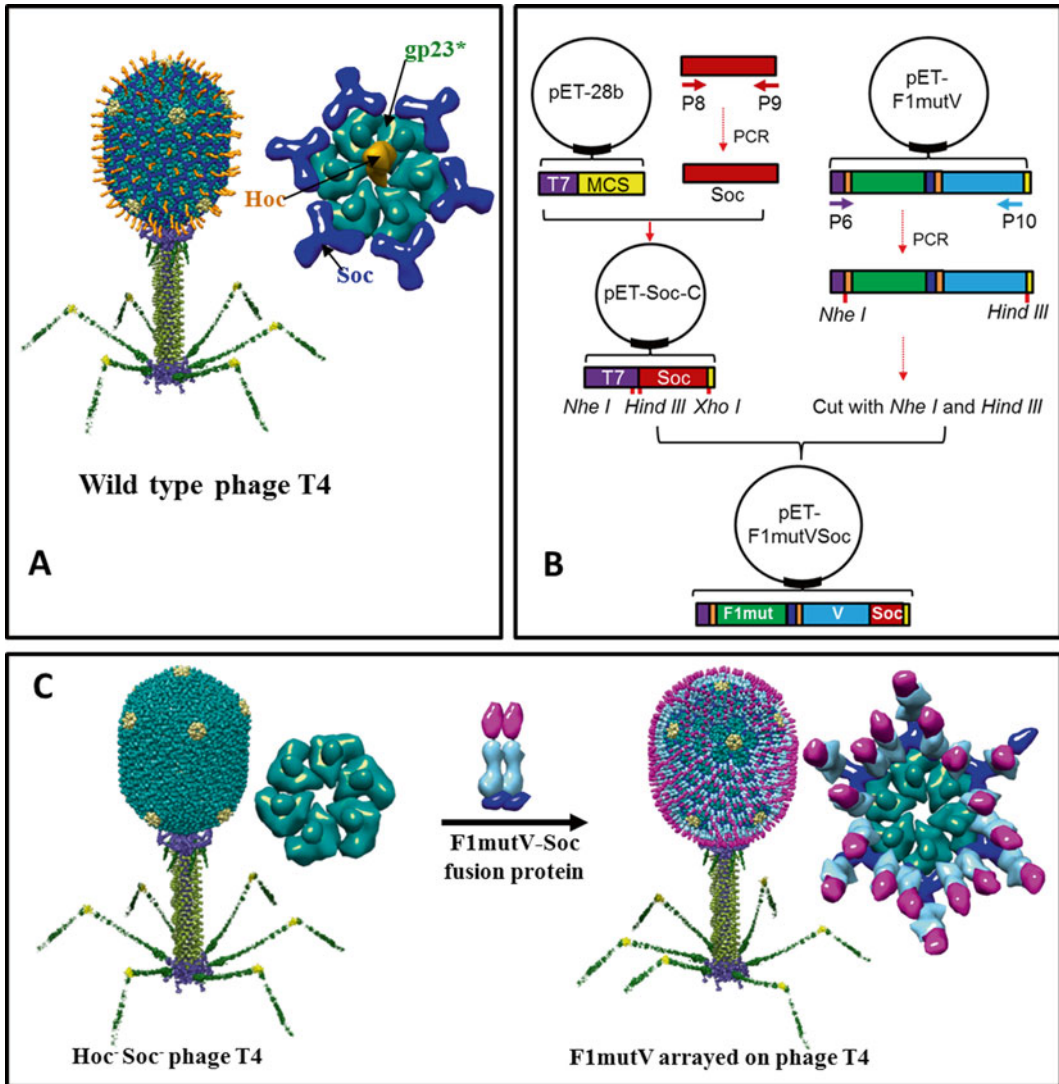 gp23*
Hoc
Soc
Wild type phage T4
A
pET-28b
T7 MCS
P8 P9
PCR
Soc
pET-
F1mutV
P6 P10
PCR
Nhe I Hind III
Cut with Nhe I and Hind III
pET-Soc-C
T7 Soc
Nhe I Hind III Xho I
pET-
F1mutVSoc
F1mut V Soc
B
C
F1mutV-Soc
fusion protein
Hoc⁻Soc⁻ phage T4
F1mutV arrayed on phage T4